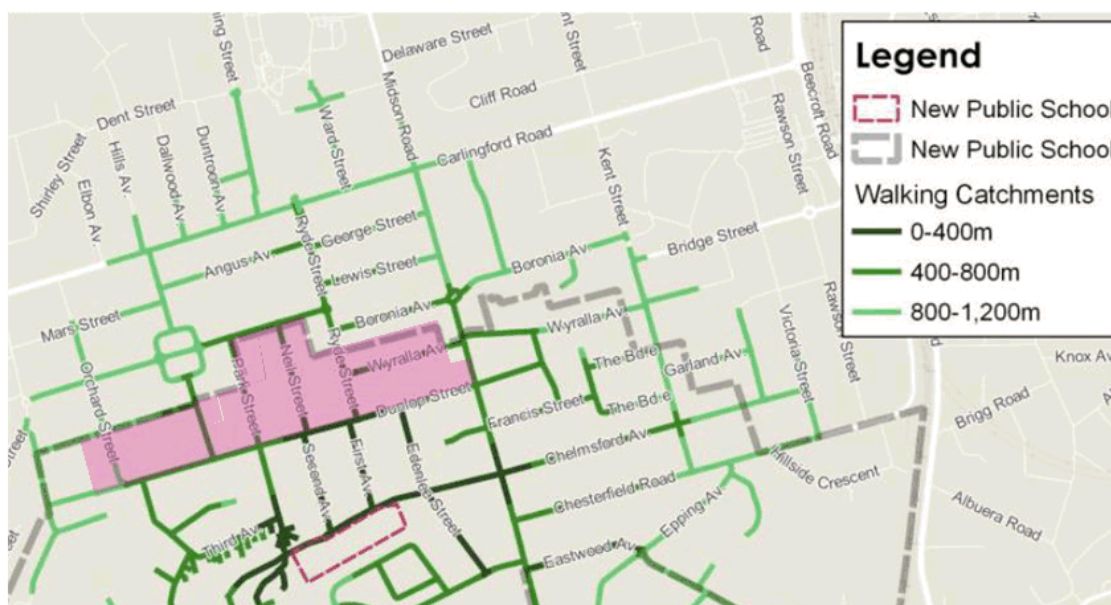 Delaware Street
Dent Street
Cliff Road
Road
Beecroft Road
Midson Road
Ward Street
Carlingford Road
Rawson Street
Shirley Street
Hills Av.
Dallwood Av.
Duntroon Av.
Elbon Av.
Kent Street
Ryde Street
George Street
Angus Av
Lewis Street
Boronia Av
Bridge Street
Mars Street
Boronia Av
Wyralla Av
Victoria Street
Orchard Street
Park Street
Neil Street
Ryde Street
Wyralla Av
The Bd.e
Garland Av.
Knox Av
Dunlop Street
Francis Street
The Bd.e
Brigg Road
Second Av.
First Av.
Edenlee Street
Chelmsford Av
Hillside Crescent
Chesterfield Road
Epping Av.
Albuera Road
Third Av.
Eastwood Av
Legend
New Public School
New Public School
Walking Catchments
0-400m
400-800m
800-1,200m